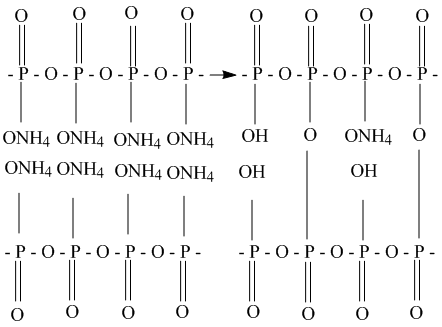 O O O O O O O O
- P - O - P - O - P - O - P - - P - O - P - O - P - O - P -
ONH4 ONH4 ONH4 ONH4 OH O ONH4 O
ONH4 ONH4 ONH4 ONH4 OH OH
- P - O - P - O - P - O - P - - P - O - P - O - P - O - P -
O O O O O O O O